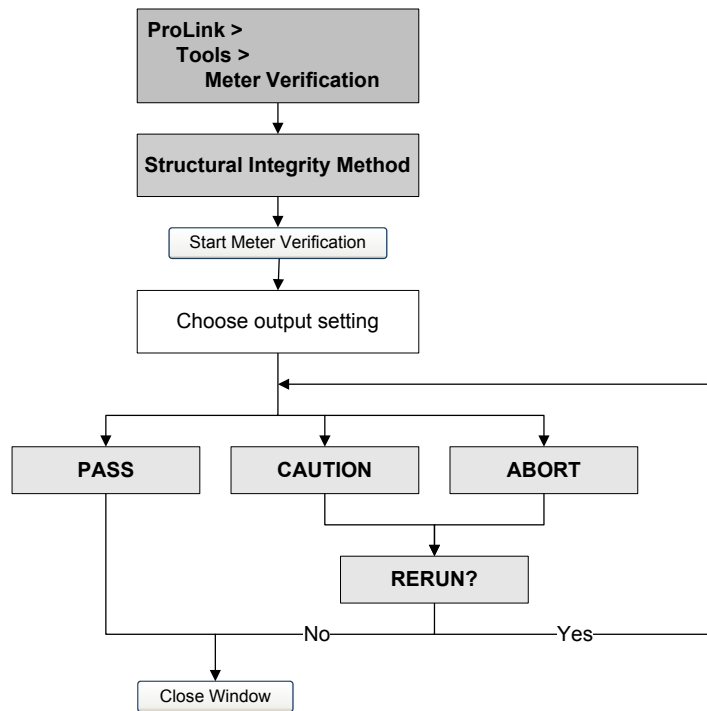 ProLink >
Tools >
Meter Verification
Structural Integrity Method
Start Meter Verification
Choose output setting
PASS
CAUTION
ABORT
RERUN?
No
Yes
Close Window